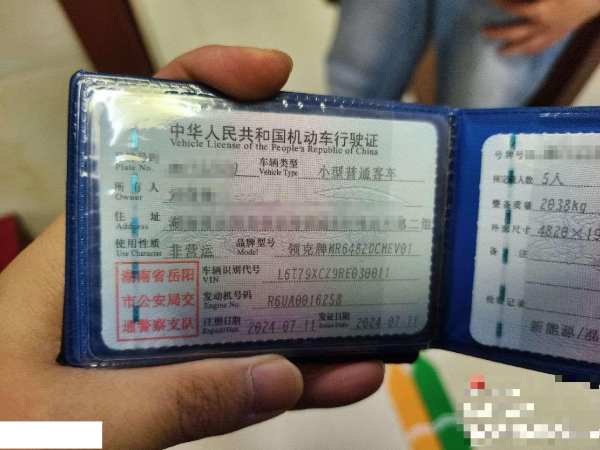 中华人民共和国机动车行驶证
Vehicle License of the People's Republic of China
Plate No.
车辆类型
Vehicle Type
小型普通客车
所有人
Owner
住址
Address
二组
使用性质
Use Character
非营运
品牌型号
Model
领克牌MR6482DCHEV01
湖南省岳阳
市公安局交
通警察支队
车辆识别代号
VIN
L6T79XCZ9RE030011
发动机号码
Engine No.
R6UA0016258
注册日期
Register Date
2024-07-11
发证日期
Issue Date
2024-07-11
号牌号
核定载人数
5人
整备质量
2038kg
外廓尺寸
4820×19
检验记录
新能源/混